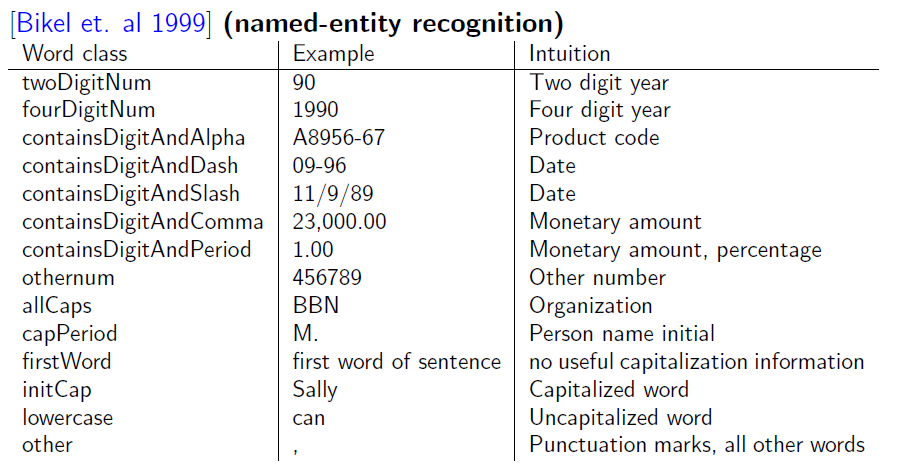 [Bikel et. al 1999] (named-entity recognition)
Word class Example Intuition
twoDigitNum 90 Two digit year
fourDigitNum 1990 Four digit year
containsDigitAndAlpha A8956-67 Product code
containsDigitAndDash 09-96 Date
containsDigitAndSlash 11/9/89 Date
containsDigitAndComma 23,000.00 Monetary amount
containsDigitAndPeriod 1.00 Monetary amount, percentage
othernum 456789 Other number
allCaps BBN Organization
capPeriod M. Person name initial
firstWord first word of sentence no useful capitalization information
initCap Sally Capitalized word
lowercase can Uncapitalized word
other , Punctuation marks, all other words